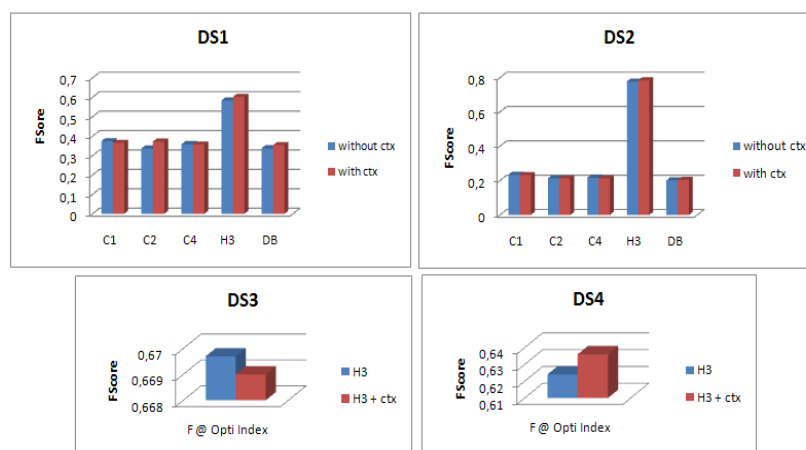 DS1
0,7
0,6
0,5
0,4
0,3
0,2
0,1
0
FScore
C1 C2 C4 H3 DB
without ctx
with ctx
DS2
0,8
0,6
0,4
0,2
0
FScore
C1 C2 C4 H3 DB
without ctx
with ctx
DS3
0,67
0,669
0,668
FScore
F @ Opti Index
H3
H3 + ctx
DS4
0,64
0,63
0,62
0,61
FScore
F @ Opti Index
H3
H3 + ctx